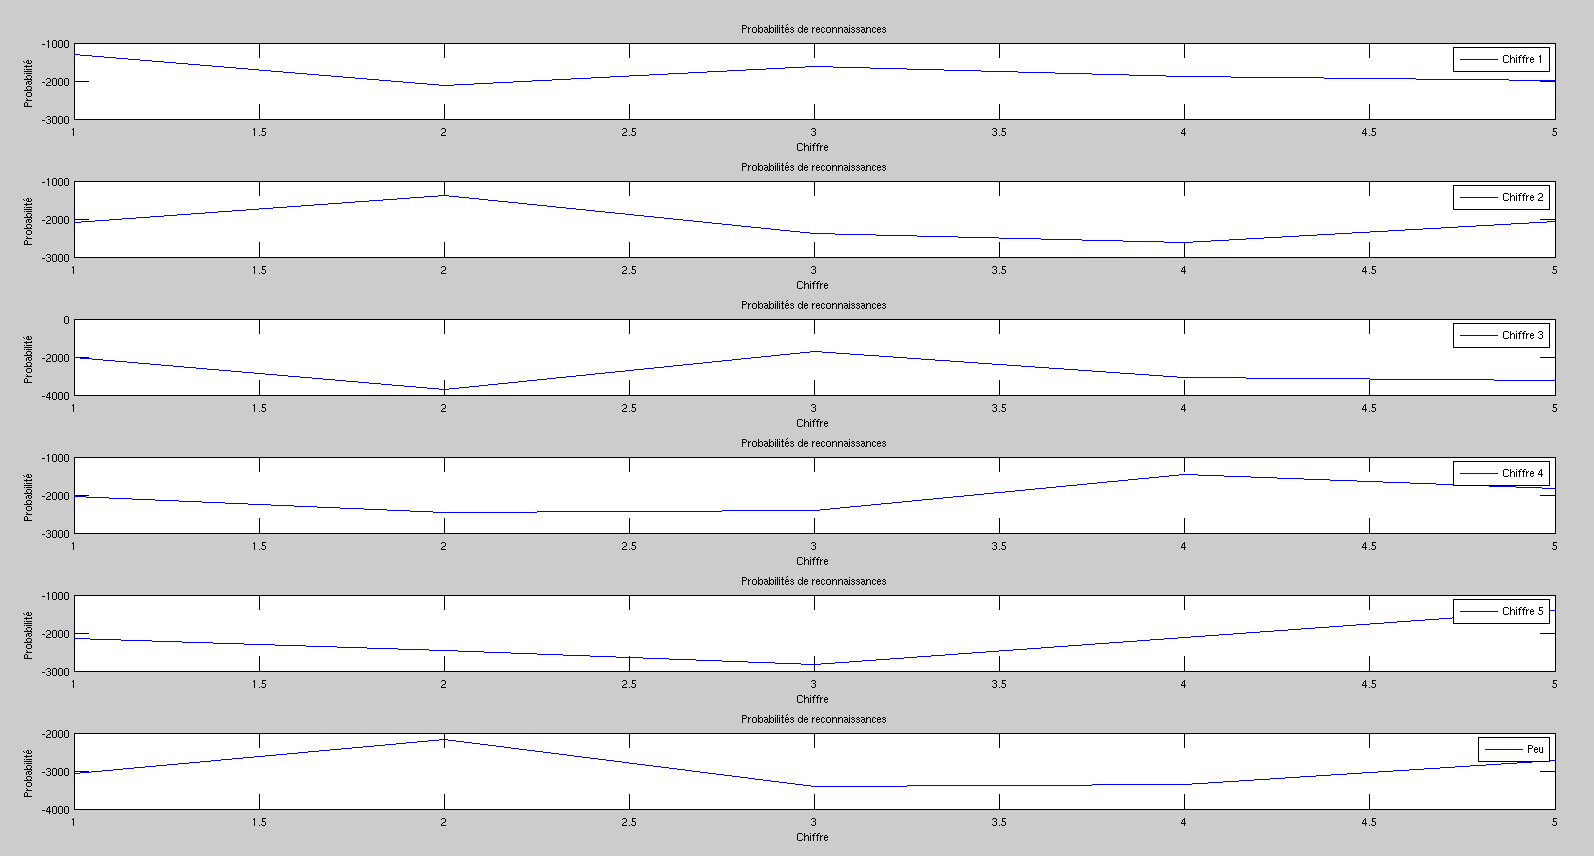 Probabilités de reconnaissances
Probabilité
-1000
-2000
-3000
Chiffre 1
1 1.5 2 2.5 3 3.5 4 4.5 5
Chiffre
Probabilités de reconnaissances
Probabilité
-1000
-2000
-3000
Chiffre 2
1 1.5 2 2.5 3 3.5 4 4.5 5
Chiffre
Probabilités de reconnaissances
Probabilité
0
-2000
-4000
Chiffre 3
1 1.5 2 2.5 3 3.5 4 4.5 5
Chiffre
Probabilités de reconnaissances
Probabilité
-1000
-2000
-3000
Chiffre 4
1 1.5 2 2.5 3 3.5 4 4.5 5
Chiffre
Probabilités de reconnaissances
Probabilité
-1000
-2000
-3000
Chiffre 5
1 1.5 2 2.5 3 3.5 4 4.5 5
Chiffre
Probabilités de reconnaissances
Probabilité
-2000
-3000
-4000
Peu
1 1.5 2 2.5 3 3.5 4 4.5 5
Chiffre